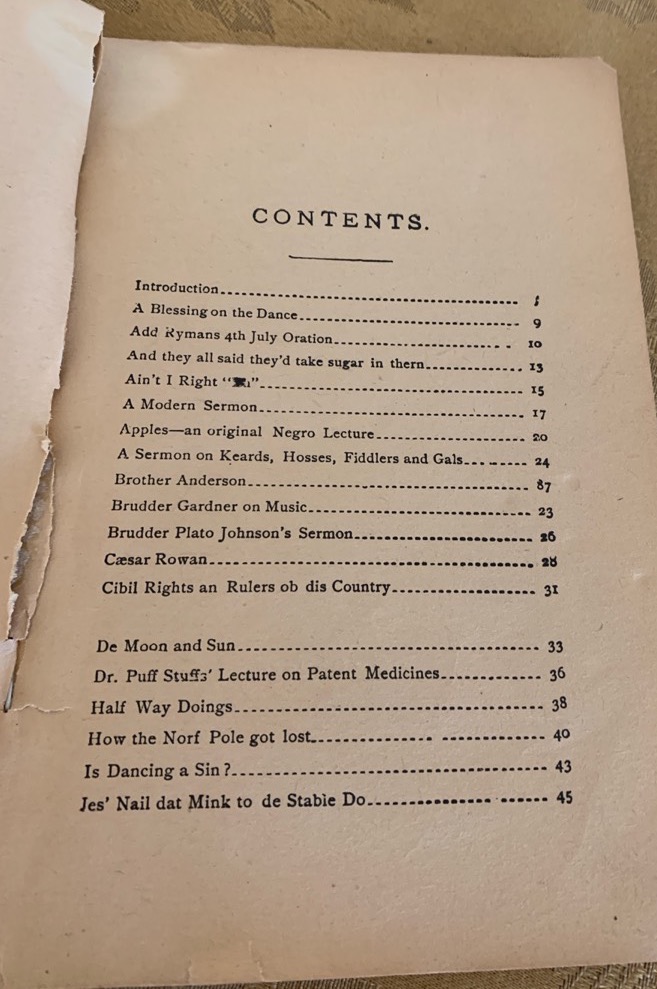 CONTENTS.
Introduction
A Blessing on the Dance 9
Add Rymans 4th July Oration 10
And they all said they'd take sugar in thern 13
Ain't I Right 15
A Modern Sermon 17
Apples—an original Negro Lecture 20
A Sermon on Keards, Hosses, Fiddlers and Gals 24
Brother Anderson 87
Brudder Gardner on Music 23
Brudder Plato Johnson's Sermon 26
Cæsar Rowan 28
Cibil Rights an Rulers ob dis Country 31
De Moon and Sun 33
Dr. Puff Stuffs' Lecture on Patent Medicines 36
Half Way Doings 38
How the Norf Pole got lost 40
Is Dancing a Sin? 43
Jes' Nail dat Mink to de Stable Do 45